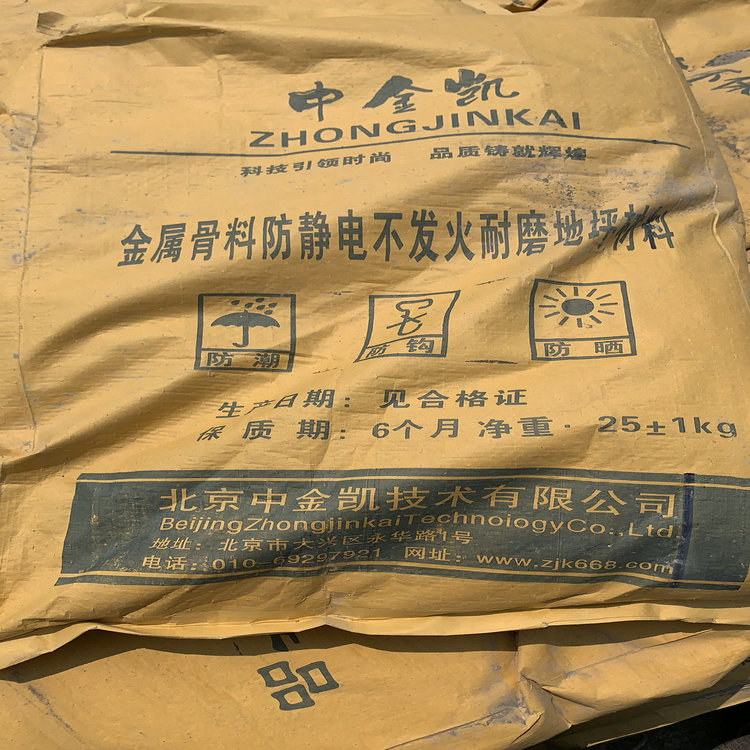 中金凯
ZHONGJINKAI
科技引领时尚 品质铸就辉煌
金属骨料防静电不发火耐磨地坪材料
防潮 防钩 防晒
生产日期：见合格证
保质期：6个月 净重：25±1kg
北京中金凯技术有限公司
BeijingZhongjinkaiTechnoiogyCo.,Ltd.
地址：北京市大兴区永华路1号
电话：010-69297921 网址：www.zjk668.com
品